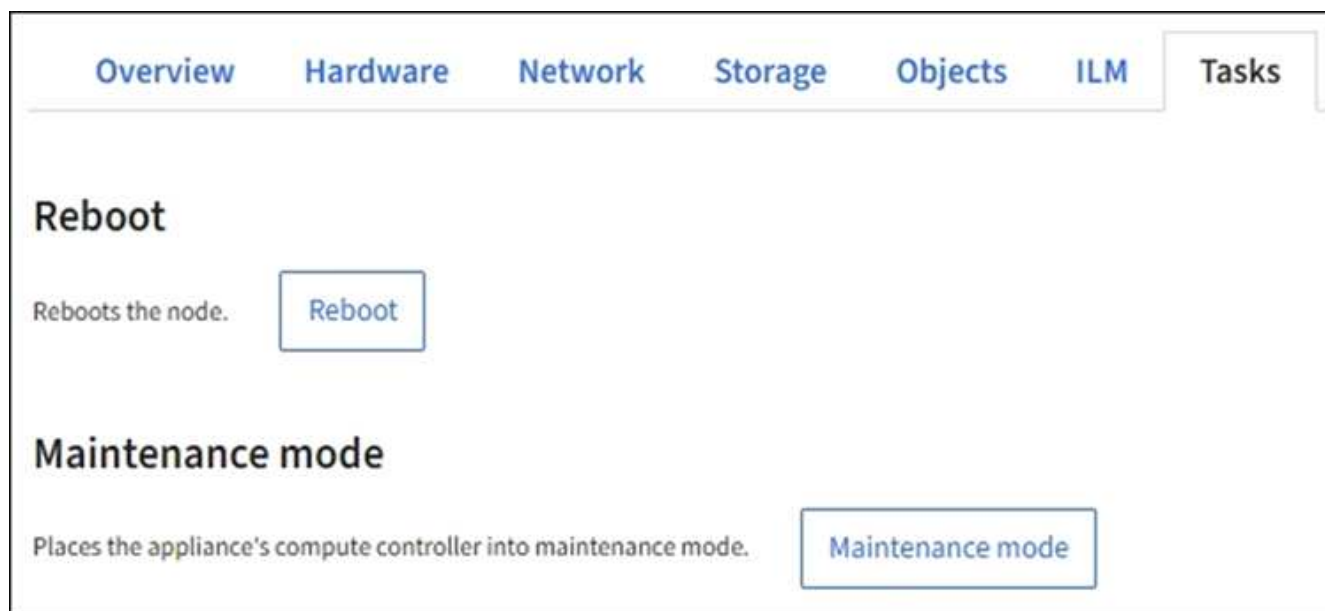 Overview Hardware Network Storage Objects ILM Tasks
Reboot
Reboots the node. Reboot
Maintenance mode
Places the appliance's compute controller into maintenance mode. Maintenance mode